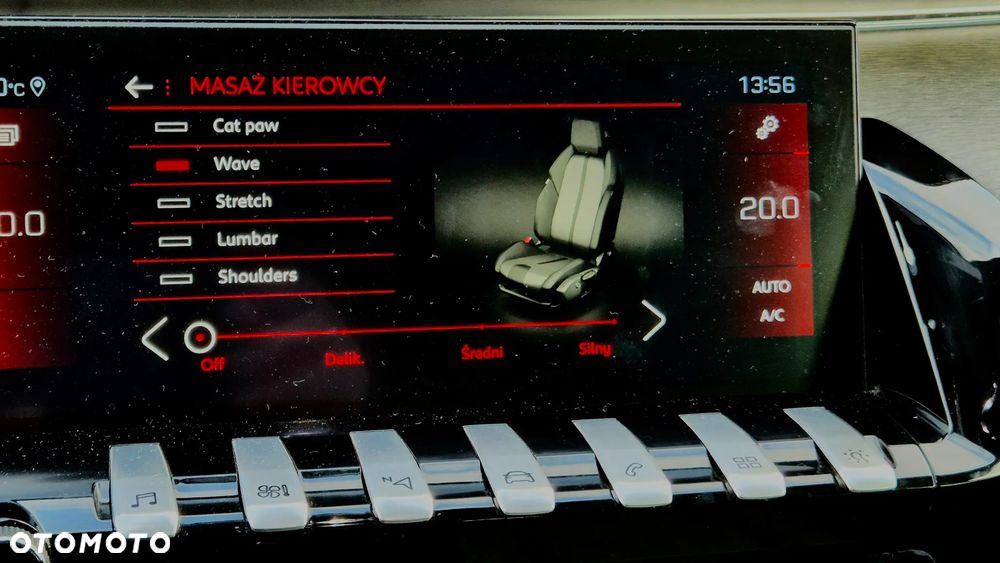 °C
MASAŻ KIEROWCY
13:56
Cat paw
Wave
Stretch
Lumbar
Shoulders
0.0
20.0
AUTO
A/C
Off
Delik.
Średni
Silny
N
OTOMOTO